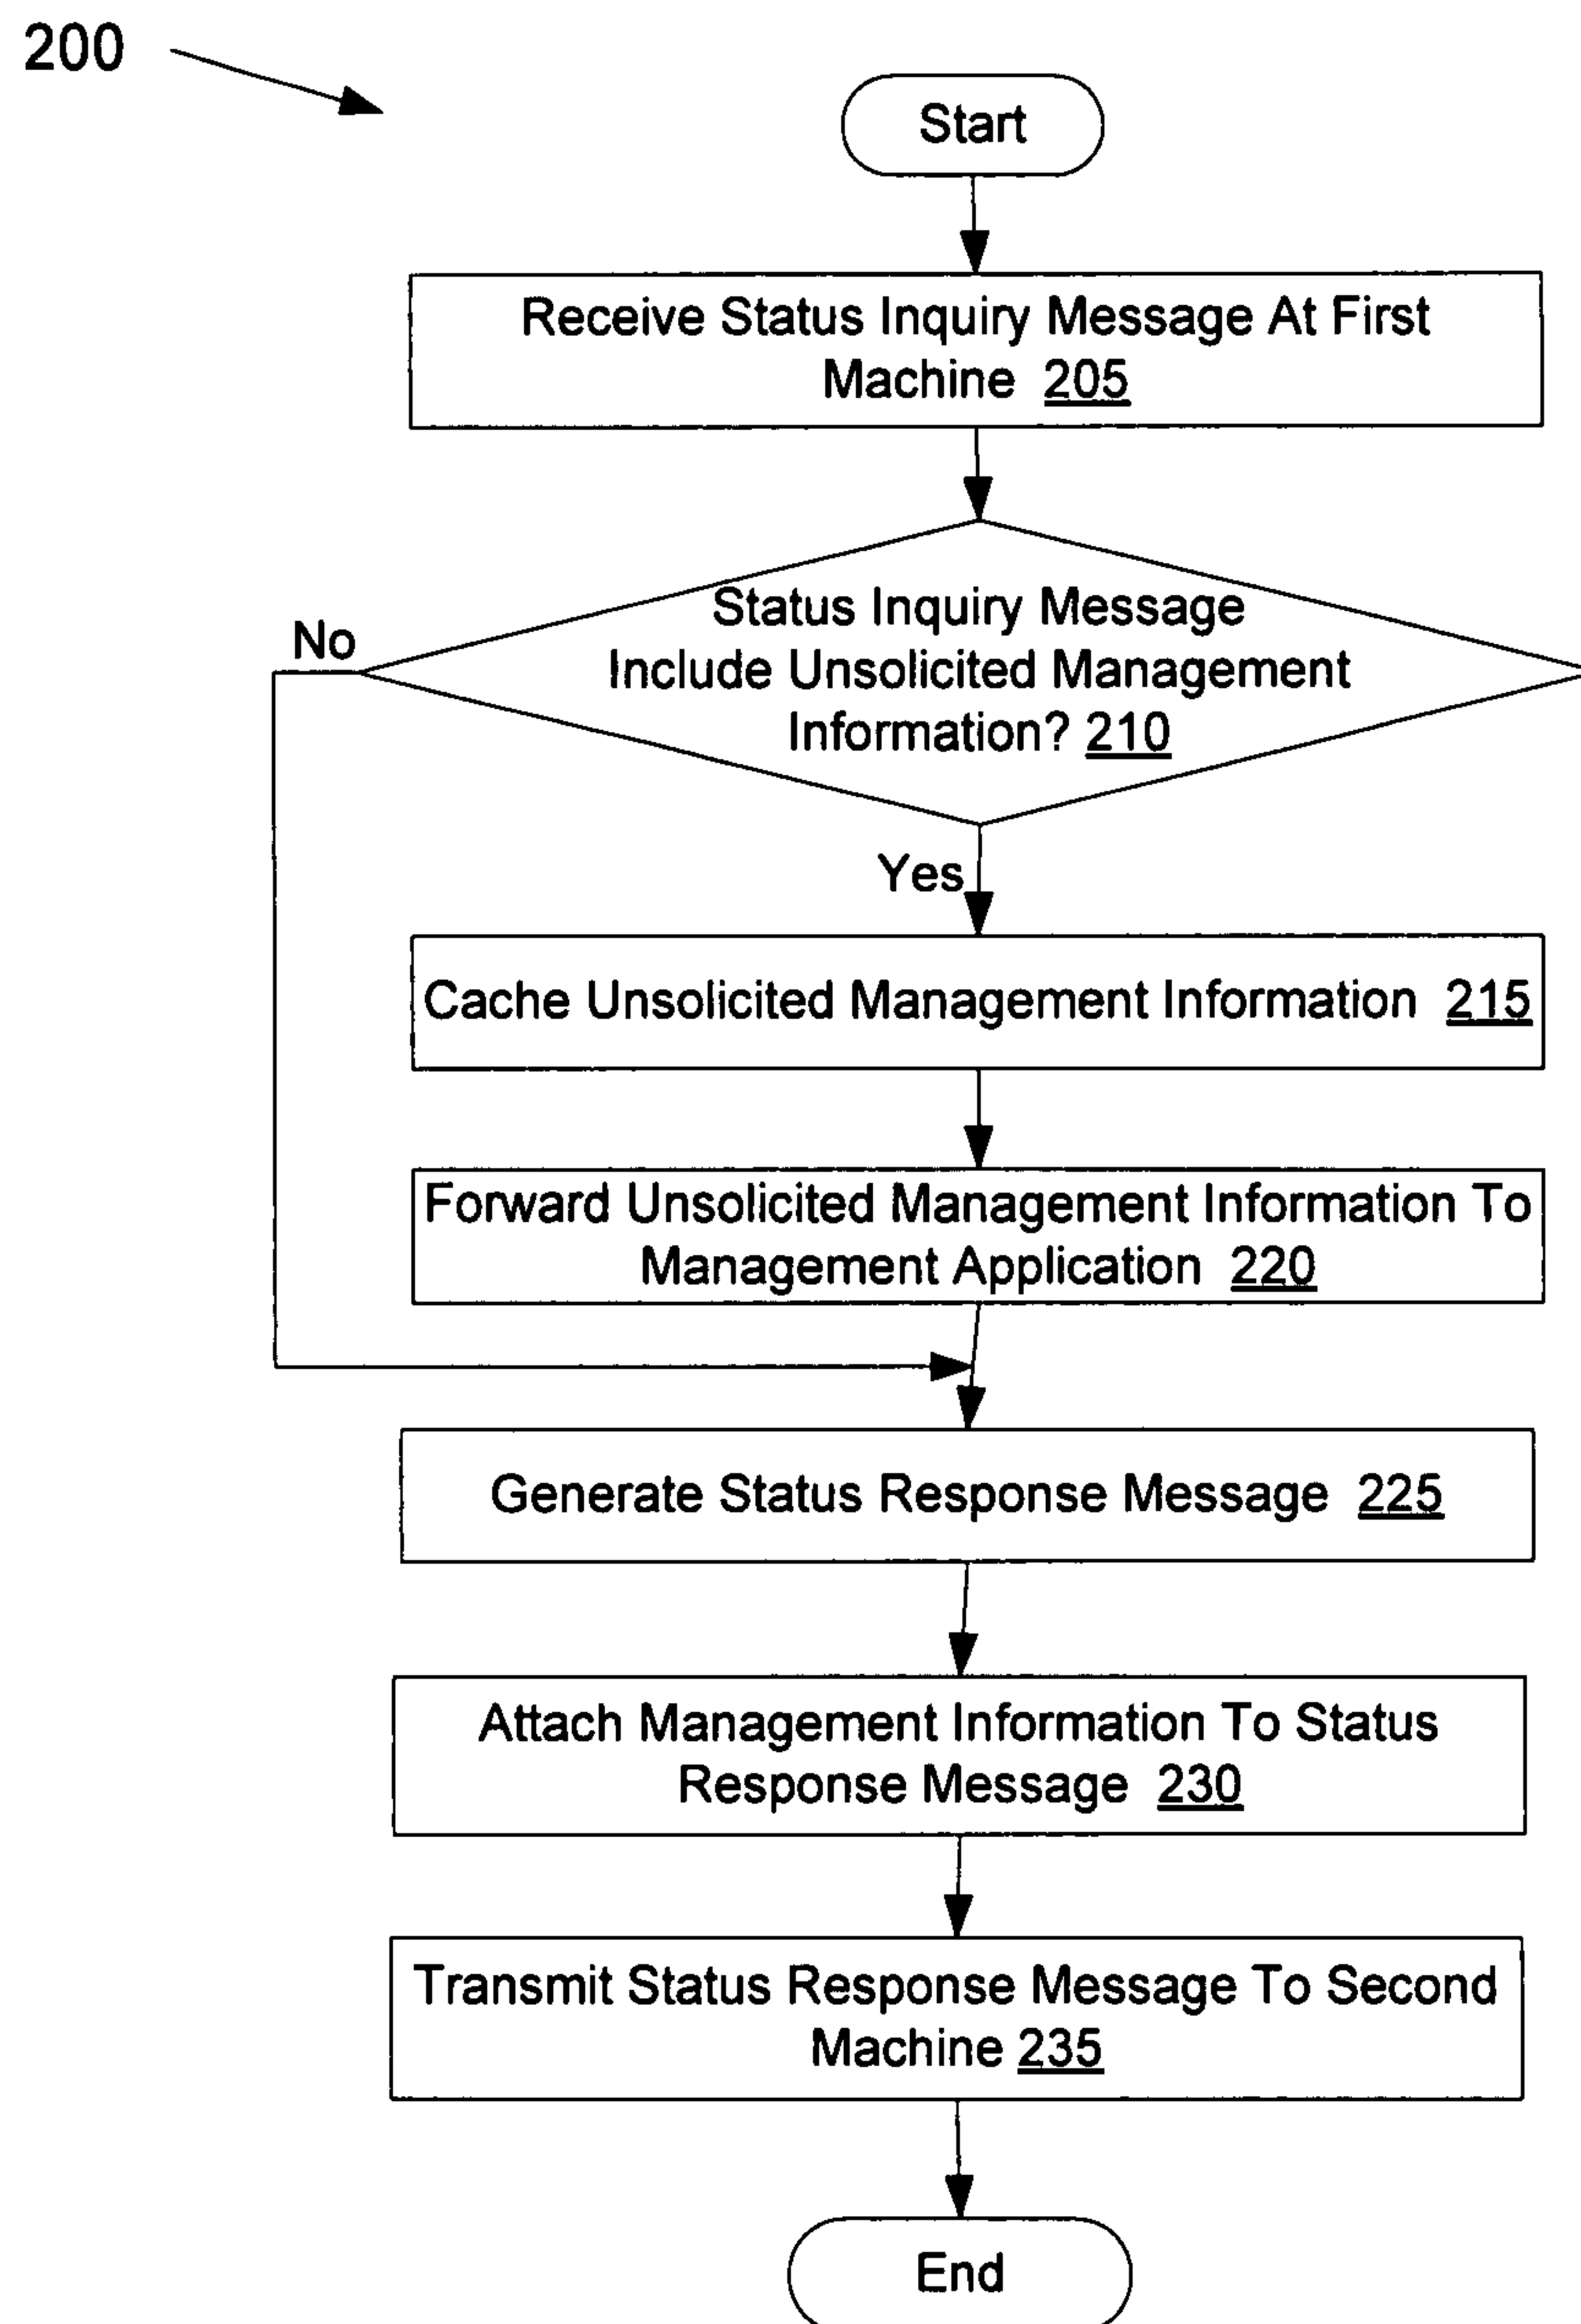 200
Start
Receive Status Inquiry Message At First
Machine 205
Status Inquiry Message
Include Unsolicited Management
Information? 210
No
Yes
Cache Unsolicited Management Information 215
Forward Unsolicited Management Information To
Management Application 220
Generate Status Response Message 225
Attach Management Information To Status
Response Message 230
Transmit Status Response Message To Second
Machine 235
End